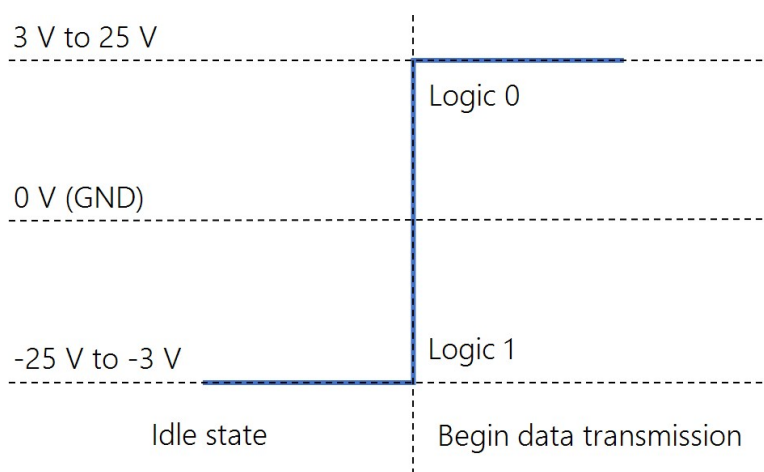 3 V to 25 V
Logic 0
0 V (GND)
Logic 1
-25 V to -3 V
Idle state
Begin data transmission